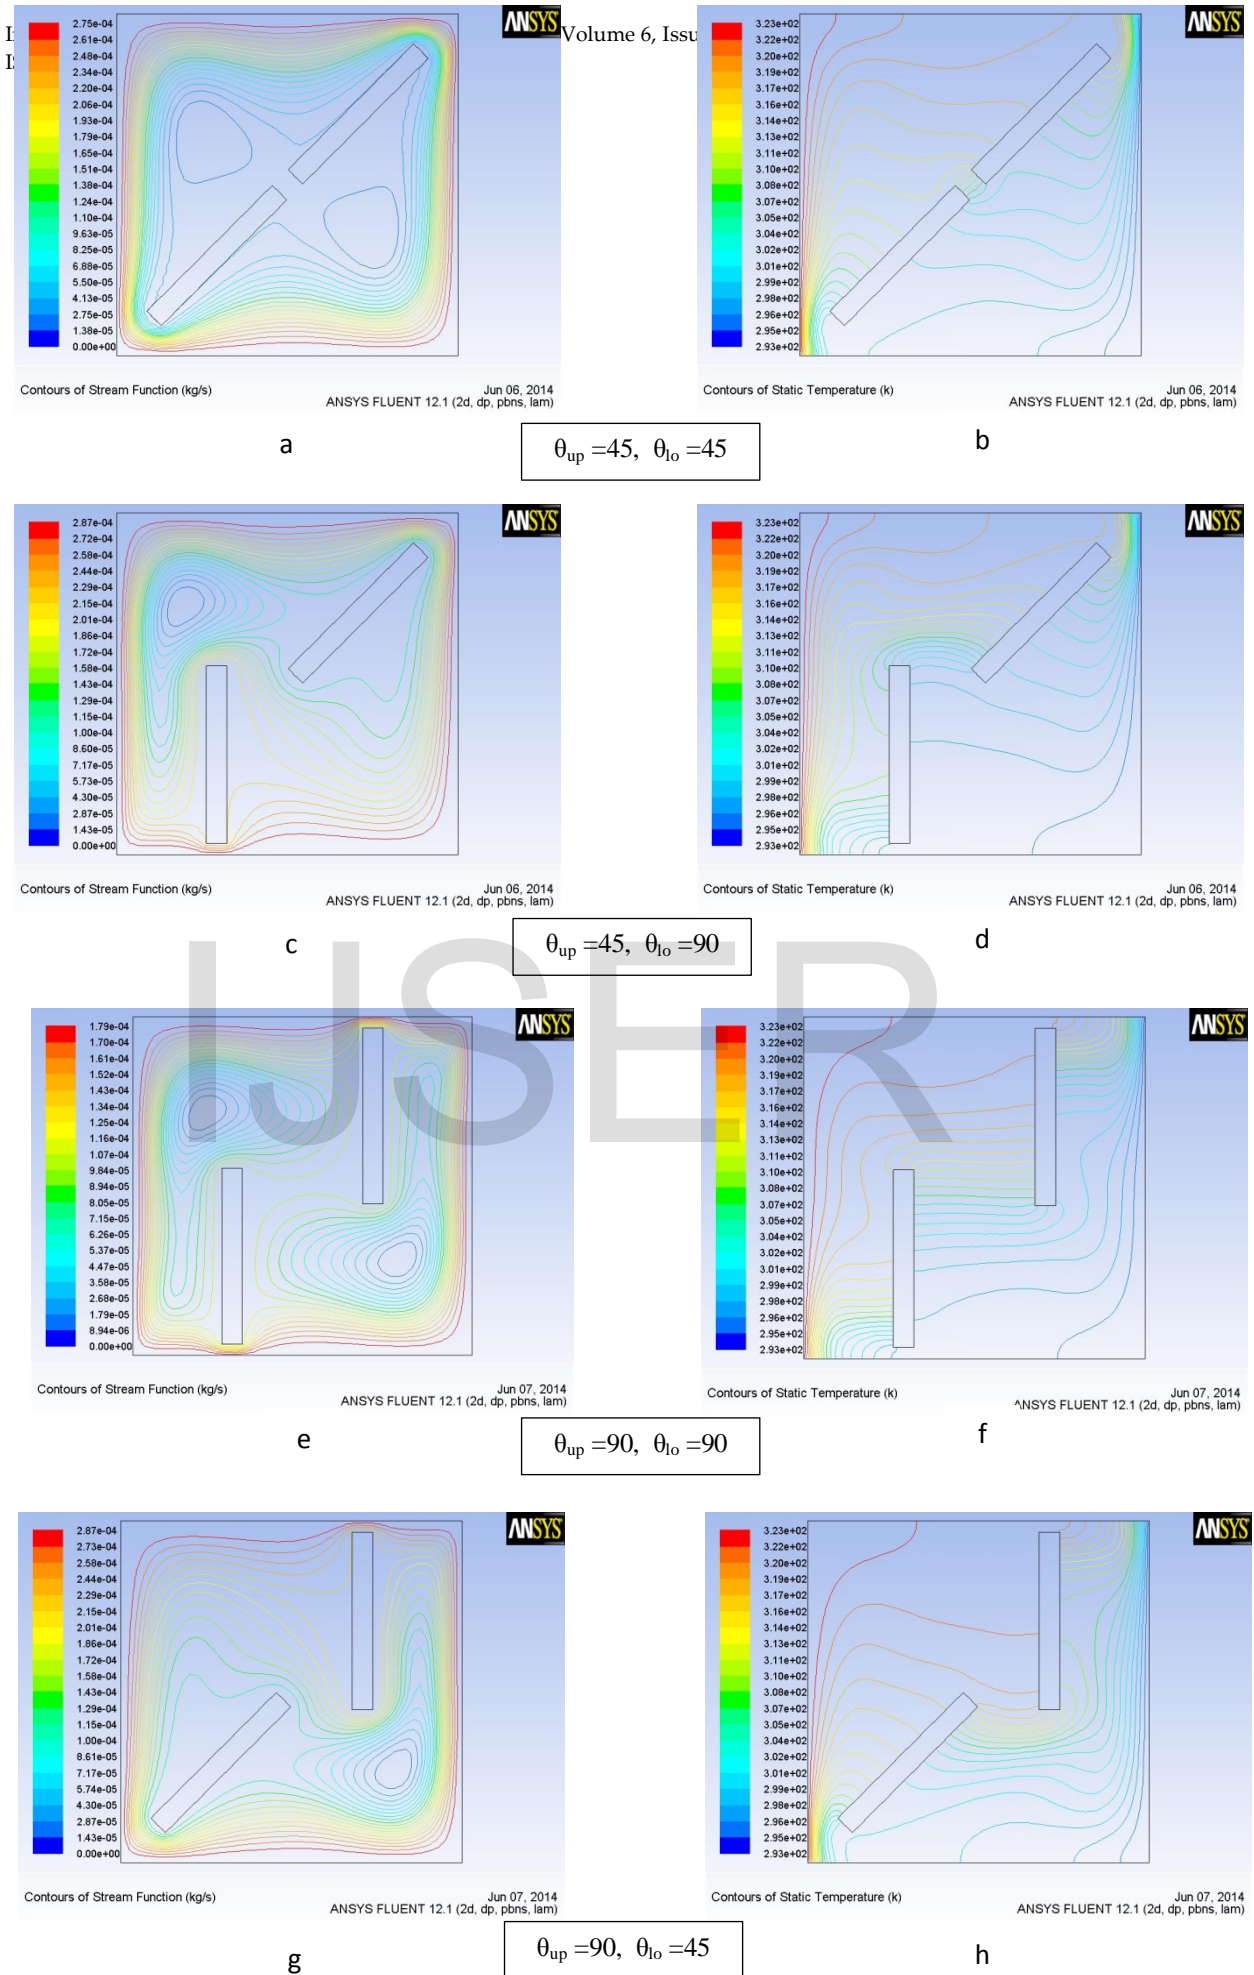 Volume 6, Issu
ANSYS
2.75e-04
2.61e-04
2.48e-04
2.34e-04
2.20e-04
2.06e-04
1.93e-04
1.79e-04
1.65e-04
1.51e-04
1.38e-04
1.24e-04
1.10e-04
9.63e-05
8.25e-05
6.88e-05
5.50e-05
4.13e-05
2.75e-05
1.38e-05
0.00e+00
Contours of Stream Function (kg/s)
Jun 06, 2014
ANSYS FLUENT 12.1 (2d, dp, pbns, lam)
a
ANSYS
3.23e+02
3.22e+02
3.20e+02
3.19e+02
3.17e+02
3.16e+02
3.14e+02
3.13e+02
3.11e+02
3.10e+02
3.08e+02
3.07e+02
3.05e+02
3.04e+02
3.02e+02
3.01e+02
2.99e+02
2.98e+02
2.96e+02
2.95e+02
2.93e+02
Contours of Static Temperature (k)
Jun 06, 2014
ANSYS FLUENT 12.1 (2d, dp, pbns, lam)
b
θup =45, θlo =45
ANSYS
2.87e-04
2.72e-04
2.58e-04
2.44e-04
2.29e-04
2.15e-04
2.01e-04
1.86e-04
1.72e-04
1.58e-04
1.43e-04
1.29e-04
1.15e-04
1.00e-04
8.60e-05
7.17e-05
5.73e-05
4.30e-05
2.87e-05
1.43e-05
0.00e+00
Contours of Stream Function (kg/s)
Jun 06, 2014
ANSYS FLUENT 12.1 (2d, dp, pbns, lam)
c
ANSYS
3.23e+02
3.22e+02
3.20e+02
3.19e+02
3.17e+02
3.16e+02
3.14e+02
3.13e+02
3.11e+02
3.10e+02
3.08e+02
3.07e+02
3.05e+02
3.04e+02
3.02e+02
3.01e+02
2.99e+02
2.98e+02
2.96e+02
2.95e+02
2.93e+02
Contours of Static Temperature (k)
Jun 06, 2014
ANSYS FLUENT 12.1 (2d, dp, pbns, lam)
d
θup =45, θlo =90
IJSER
ANSYS
1.79e-04
1.70e-04
1.61e-04
1.52e-04
1.43e-04
1.34e-04
1.25e-04
1.16e-04
1.07e-04
9.84e-05
8.94e-05
8.05e-05
7.15e-05
6.26e-05
5.37e-05
4.47e-05
3.58e-05
2.68e-05
1.79e-05
8.94e-06
0.00e+00
Contours of Stream Function (kg/s)
Jun 07, 2014
ANSYS FLUENT 12.1 (2d, dp, pbns, lam)
e
ANSYS
3.23e+02
3.22e+02
3.20e+02
3.19e+02
3.17e+02
3.16e+02
3.14e+02
3.13e+02
3.11e+02
3.10e+02
3.08e+02
3.07e+02
3.05e+02
3.04e+02
3.02e+02
3.01e+02
2.99e+02
2.98e+02
2.96e+02
2.95e+02
2.93e+02
Contours of Static Temperature (k)
Jun 07, 2014
^NSYS FLUENT 12.1 (2d, dp, pbns, lam)
f
θup =90, θlo =90
ANSYS
2.87e-04
2.73e-04
2.58e-04
2.44e-04
2.29e-04
2.15e-04
2.01e-04
1.86e-04
1.72e-04
1.58e-04
1.43e-04
1.29e-04
1.15e-04
1.00e-04
8.61e-05
7.17e-05
5.74e-05
4.30e-05
2.87e-05
1.43e-05
0.00e+00
Contours of Stream Function (kg/s)
Jun 07, 2014
ANSYS FLUENT 12.1 (2d, dp, pbns, lam)
g
ANSYS
3.23e+02
3.22e+02
3.20e+02
3.19e+02
3.17e+02
3.16e+02
3.14e+02
3.13e+02
3.11e+02
3.10e+02
3.08e+02
3.07e+02
3.05e+02
3.04e+02
3.02e+02
3.01e+02
2.99e+02
2.98e+02
2.96e+02
2.95e+02
2.93e+02
Contours of Static Temperature (k)
Jun 07, 2014
ANSYS FLUENT 12.1 (2d, dp, pbns, lam)
h
θup =90, θlo =45